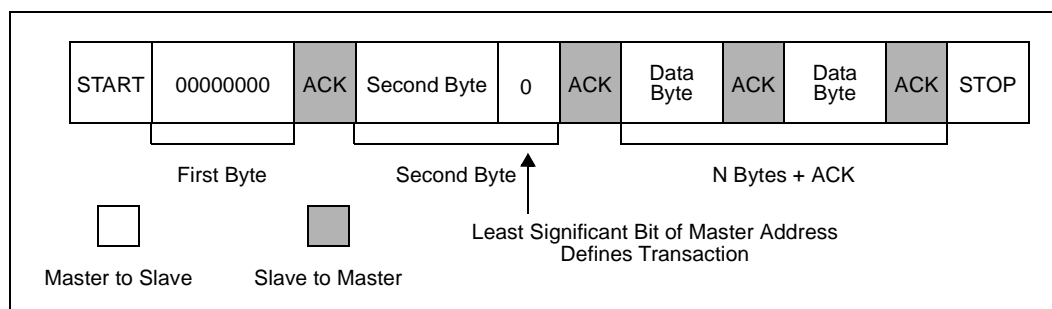 START 00000000 ACK Second Byte 0 ACK Data Byte ACK Data Byte ACK STOP
First Byte Second Byte N Bytes + ACK
Least Significant Bit of Master Address
Defines Transaction
Master to Slave Slave to Master